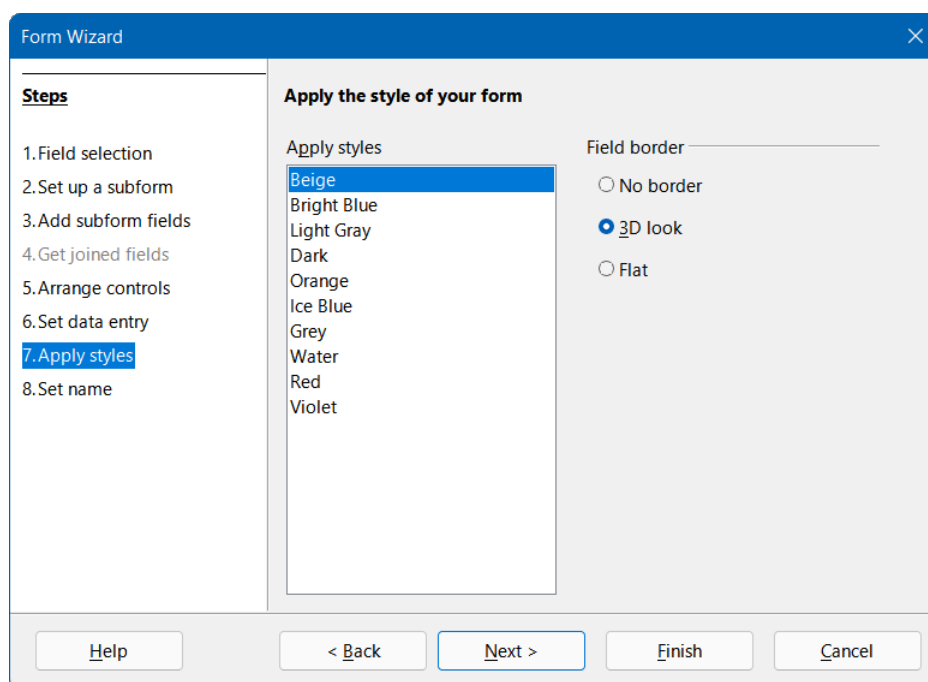 Form Wizard
Steps
1.Field selection
2.Set up a subform
3.Add subform fields
4.Get joined fields
5.Arrange controls
6.Set data entry
7.Apply styles
8.Set name
Apply the style of your form
Apply styles
Beige
Bright Blue
Light Gray
Dark
Orange
Ice Blue
Grey
Water
Red
Violet
Field border
No border
3D look
Flat
Help
< Back
Next >
Finish
Cancel